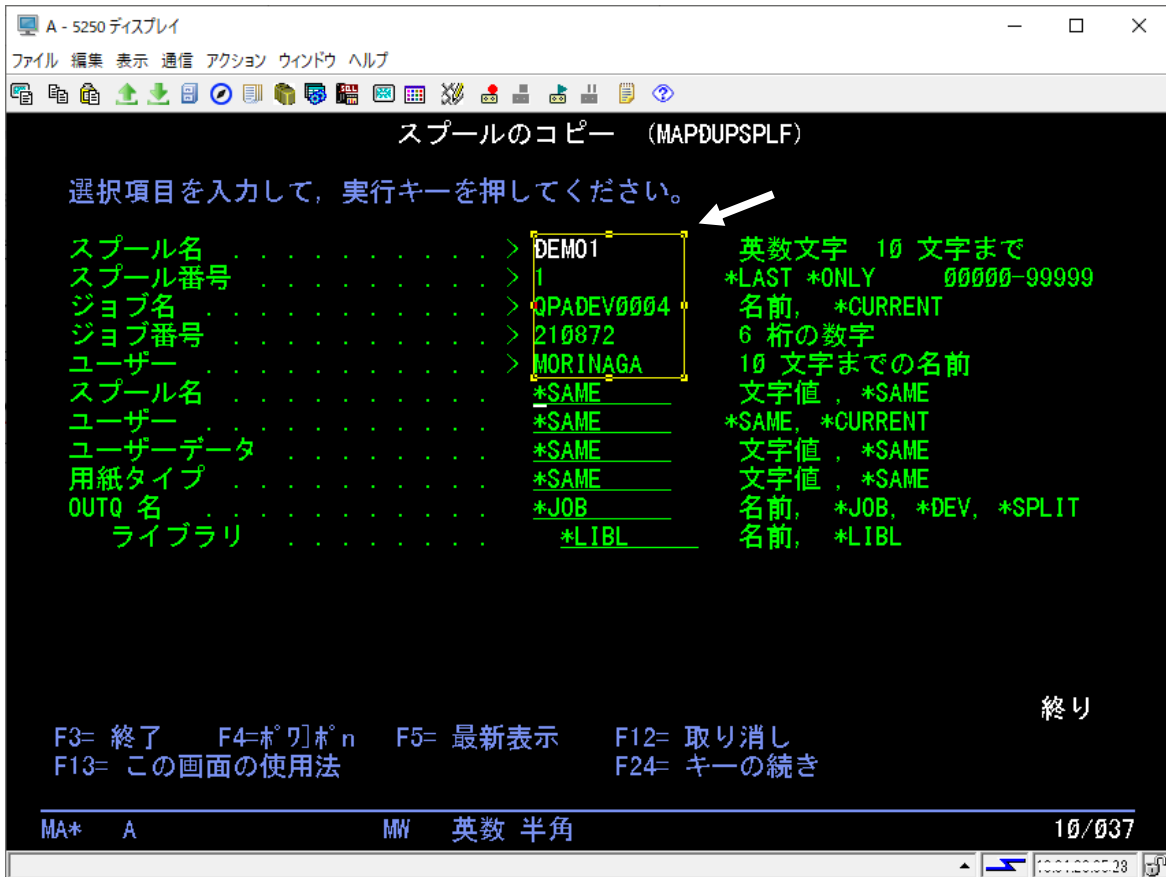 A - 5250 ディスプレイ
ファイル 編集 表示 通信 アクション ウィンドウ ヘルプ
スプールのコピー (MAPDUPSPLF)
選択項目を入力して, 実行キーを押してください。
スプール名 . . . . . . . . . . > DEMO1 英数文字 10 文字まで
スプール番号 . . . . . . . . . > 1 *LAST *ONLY 00000-99999
ジョブ名 . . . . . . . . . . . > QPADEV0004 名前, *CURRENT
ジョブ番号 . . . . . . . . . . > 210872 6 桁の数字
ユーザー . . . . . . . . . . . > MORINAGA 10 文字までの名前
スプール名 . . . . . . . . . . *SAME 文字値 , *SAME
ユーザー . . . . . . . . . . . *SAME *SAME, *CURRENT
ユーザーデータ . . . . . . . . *SAME 文字値 , *SAME
用紙タイプ . . . . . . . . . . *SAME 文字値 , *SAME
OUTQ 名 . . . . . . . . . . . *JOB 名前, *JOB, *DEV, *SPLIT
ライブラリ . . . . . . . . *LIBL 名前, *LIBL
終り
F3= 終了 F4=ﾎﾟﾜ]ﾎﾟn F5= 最新表示 F12= 取り消し
F13= この画面の使用法 F24= キーの続き
MA* A MW 英数 半角 10/037